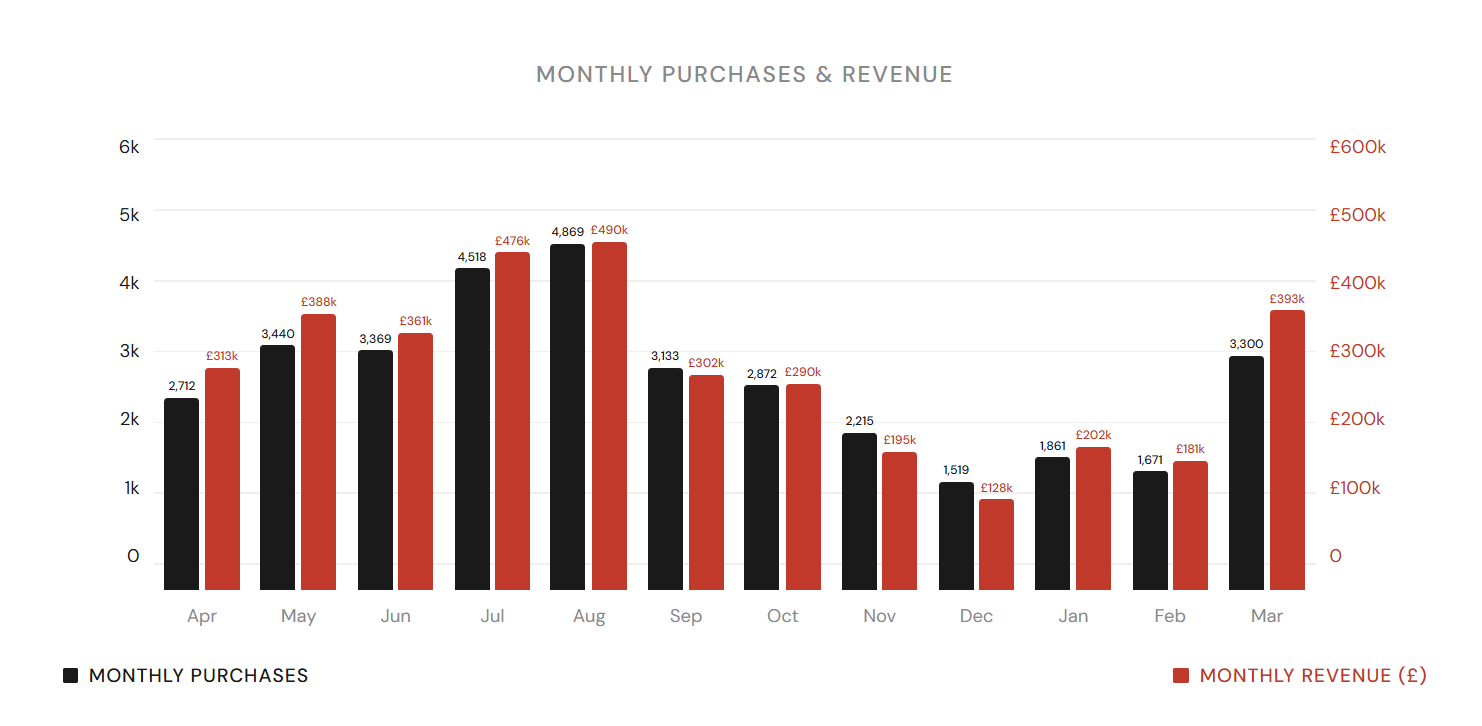 MONTHLY PURCHASES & REVENUE
6k
£600k
5k
£500k
4k
£400k
3k
£300k
2k
£200k
1k
£100k
0
0
2,712
£313k
3,440
£388k
3,369
£361k
4,518
£476k
4,869
£490k
3,133
£302k
2,872
£290k
2,215
£195k
1,519
£128k
1,861
£202k
1,671
£181k
3,300
£393k
Apr May Jun Jul Aug Sep Oct Nov Dec Jan Feb Mar
MONTHLY PURCHASES
MONTHLY REVENUE (£)